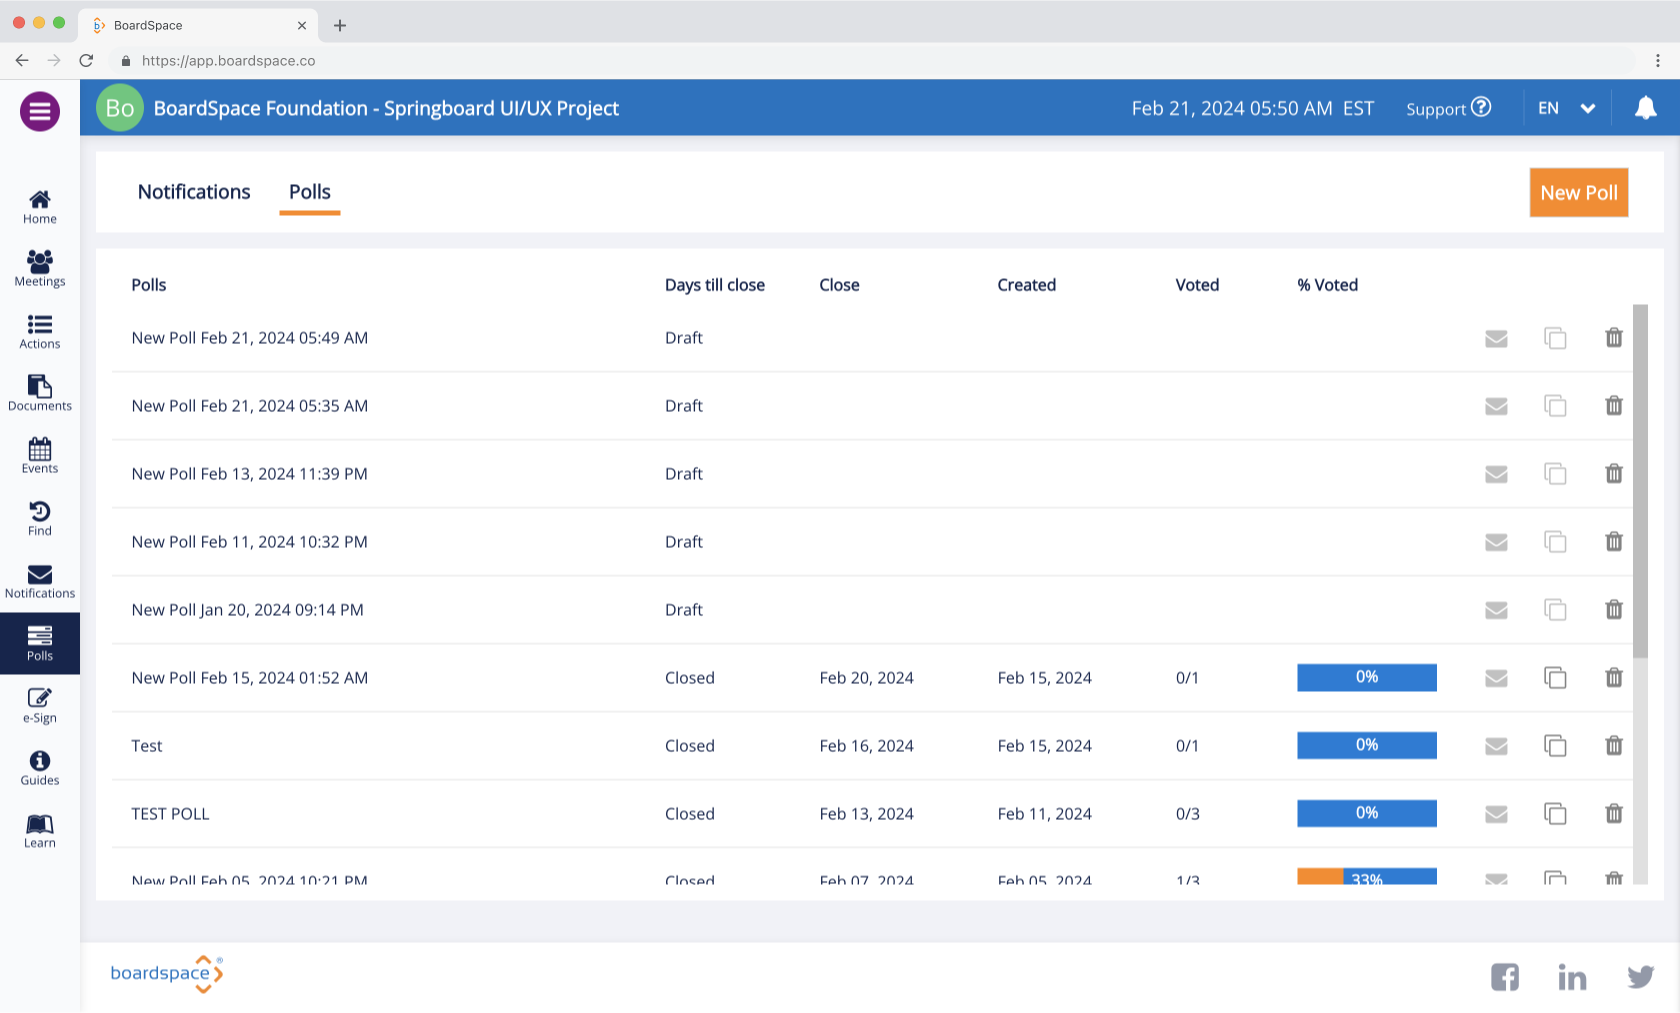 BoardSpace
https://app.boardspace.co
Bo BoardSpace Foundation - Springboard UI/UX Project Feb 21, 2024 05:50 AM EST Support EN
Home
Meetings
Actions
Documents
Events
Find
Notifications
Polls
e-Sign
Guides
Learn
Notifications Polls New Poll
Polls Days till close Close Created Voted % Voted
New Poll Feb 21, 2024 05:49 AM Draft
New Poll Feb 21, 2024 05:35 AM Draft
New Poll Feb 13, 2024 11:39 PM Draft
New Poll Feb 11, 2024 10:32 PM Draft
New Poll Jan 20, 2024 09:14 PM Draft
New Poll Feb 15, 2024 01:52 AM Closed Feb 20, 2024 Feb 15, 2024 0/1 0%
Test Closed Feb 16, 2024 Feb 15, 2024 0/1 0%
TEST POLL Closed Feb 13, 2024 Feb 11, 2024 0/3 0%
New Poll Feb 05, 2024 10:21 PM Closed Feb 07, 2024 Feb 05, 2024 1/3 33%
boardspace®